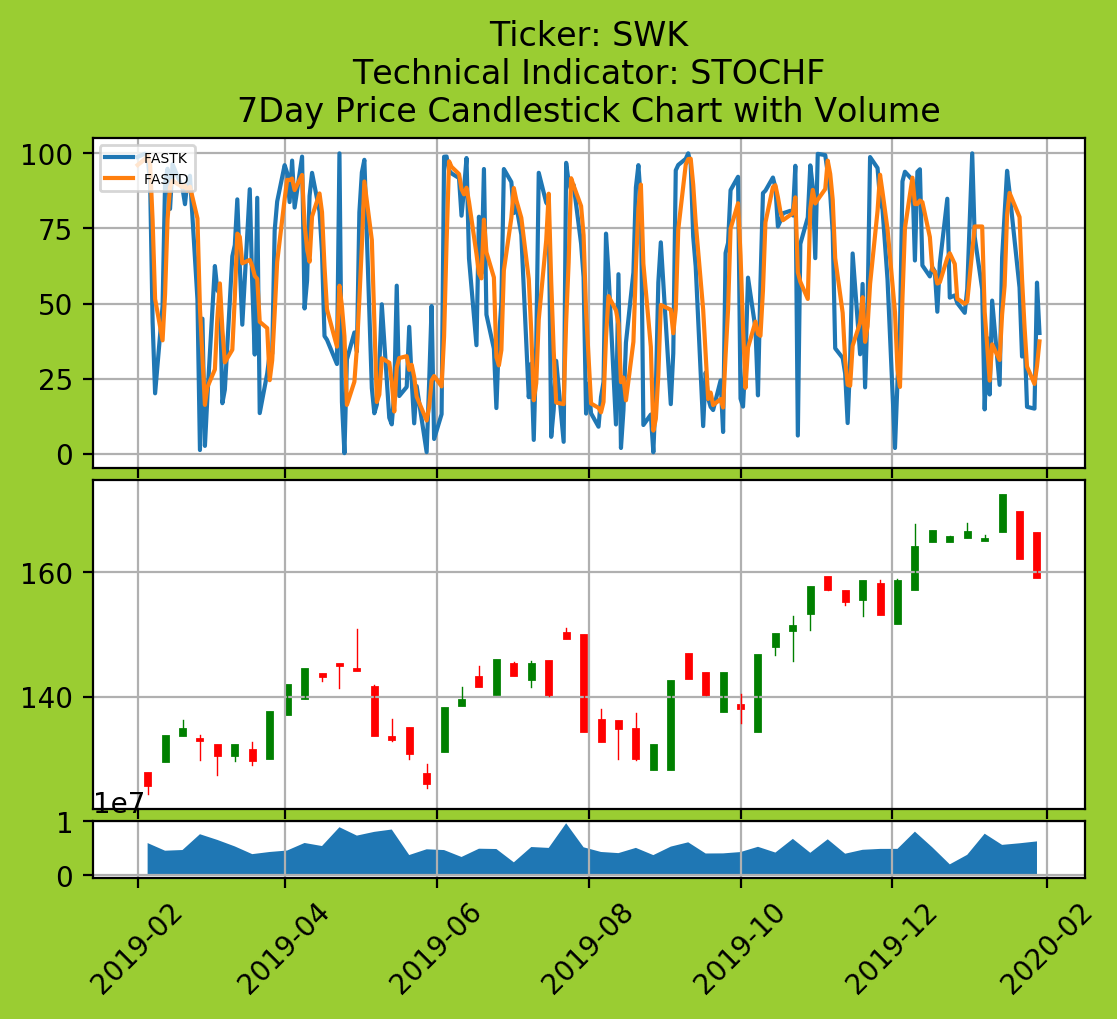 Ticker: SWK
Technical Indicator: STOCHF
7Day Price Candlestick Chart with Volume
100
75
50
25
0
FASTK
FASTD
160
140
1e7
1
0
2019-02
2019-04
2019-06
2019-08
2019-10
2019-12
2020-02